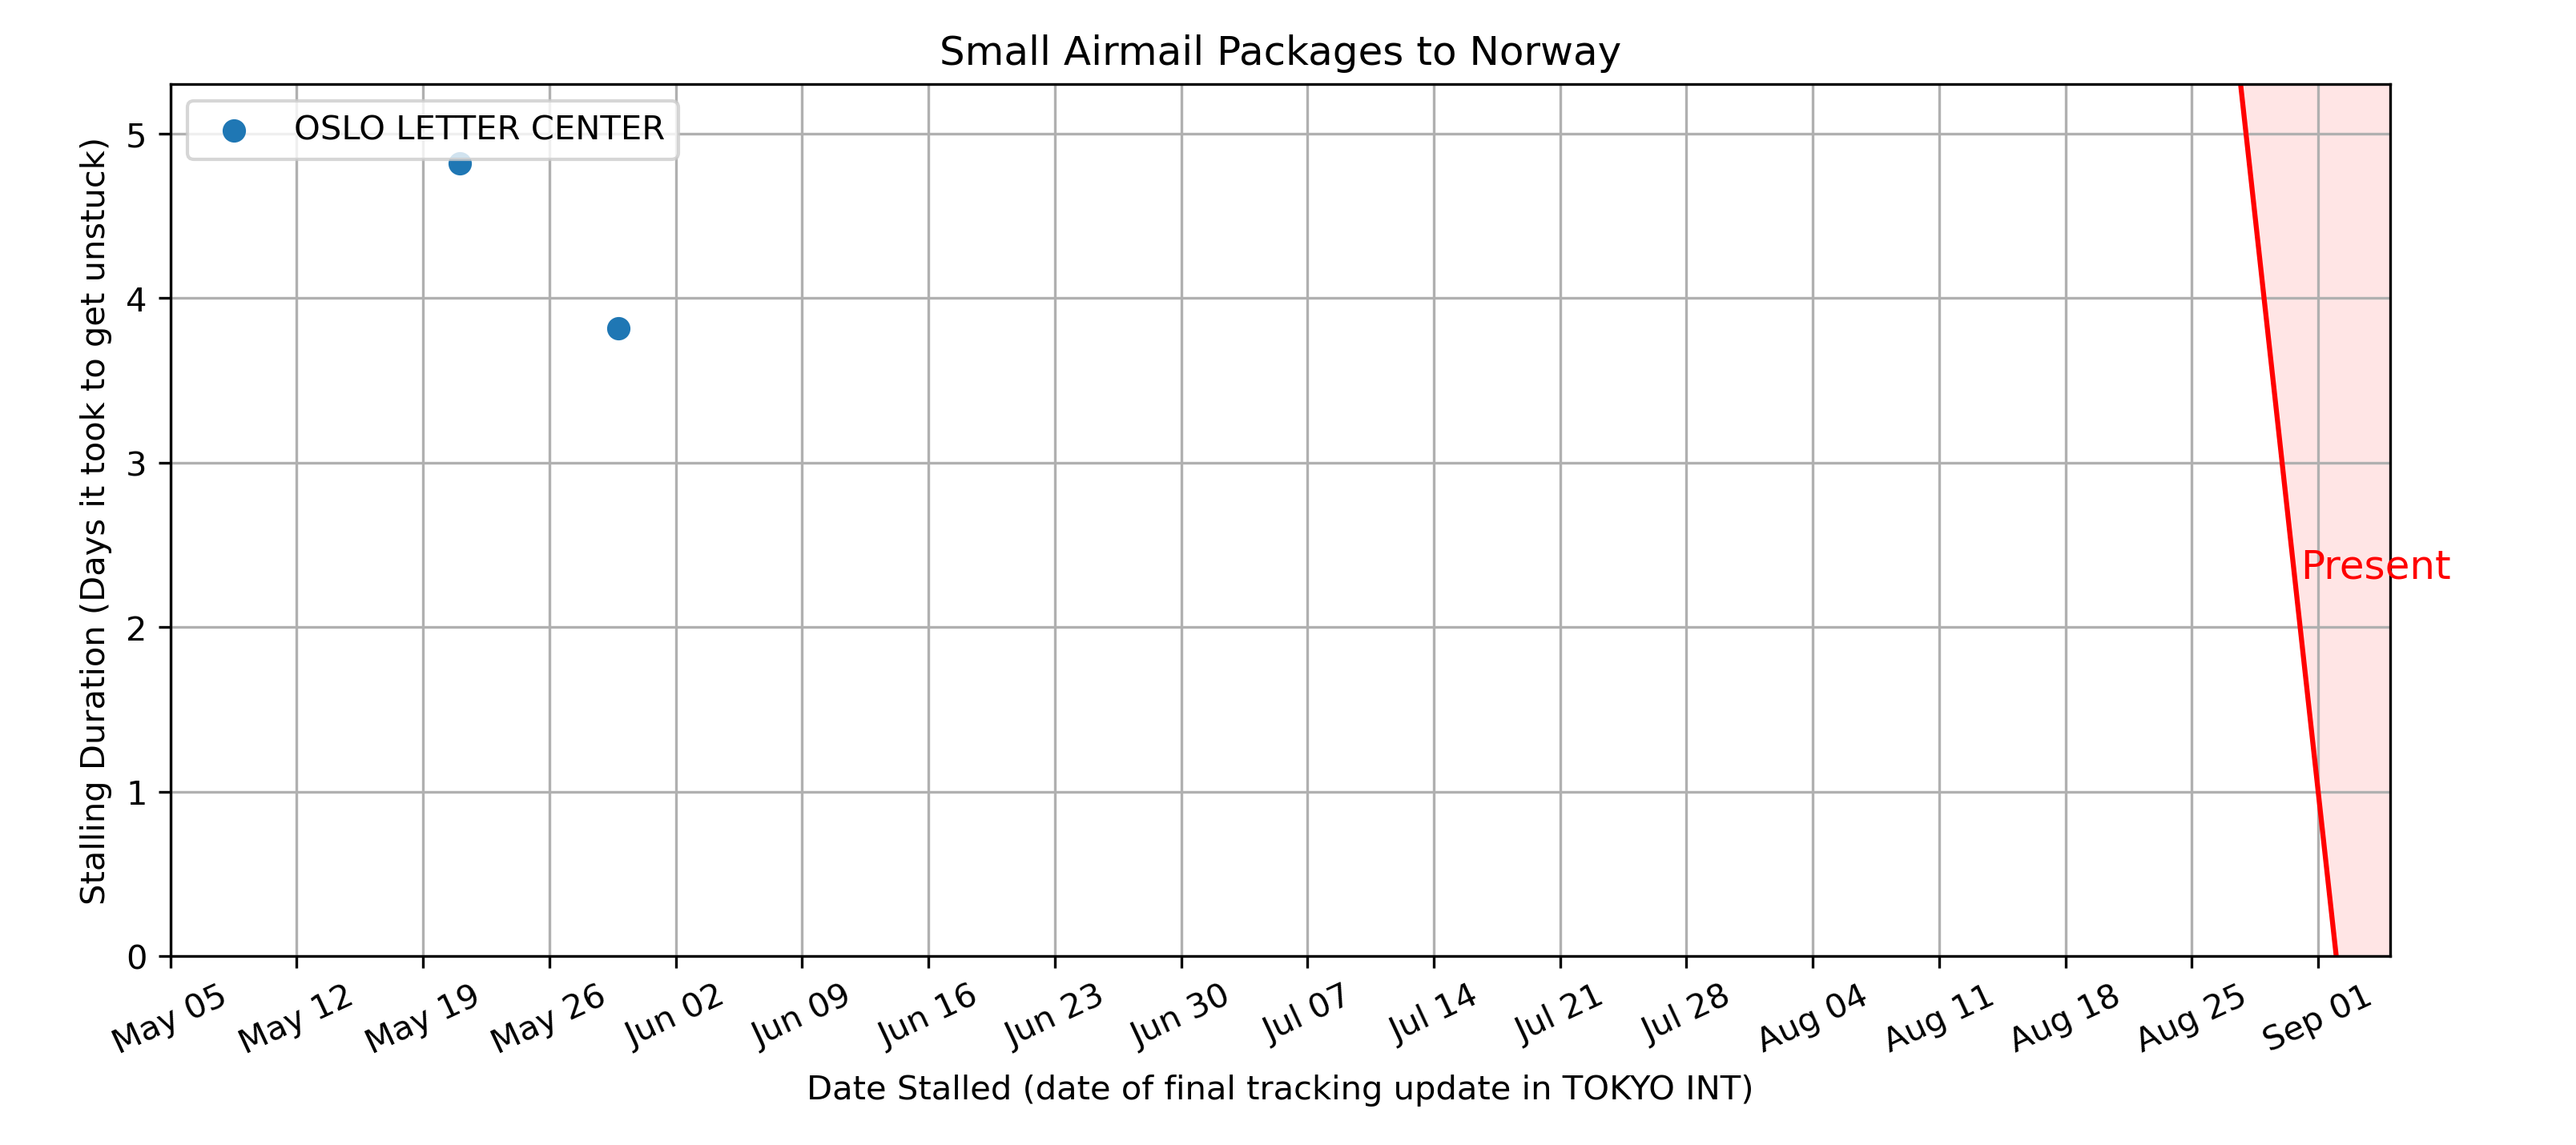 Small Airmail Packages to Norway
OSLO LETTER CENTER
Stalling Duration (Days it took to get unstuck)
5
4
3
2
1
0
Present
May 05
May 12
May 19
May 26
Jun 02
Jun 09
Jun 16
Jun 23
Jun 30
Jul 07
Jul 14
Jul 21
Jul 28
Aug 04
Aug 11
Aug 18
Aug 25
Sep 01
Date Stalled (date of final tracking update in TOKYO INT)